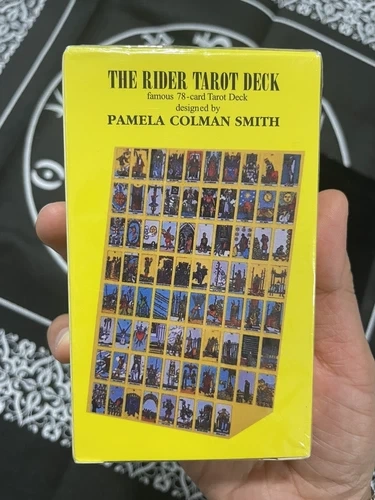 THE RIDER TAROT DECK
famous 78-card Tarot Deck
designed by
PAMELA COLMAN SMITH